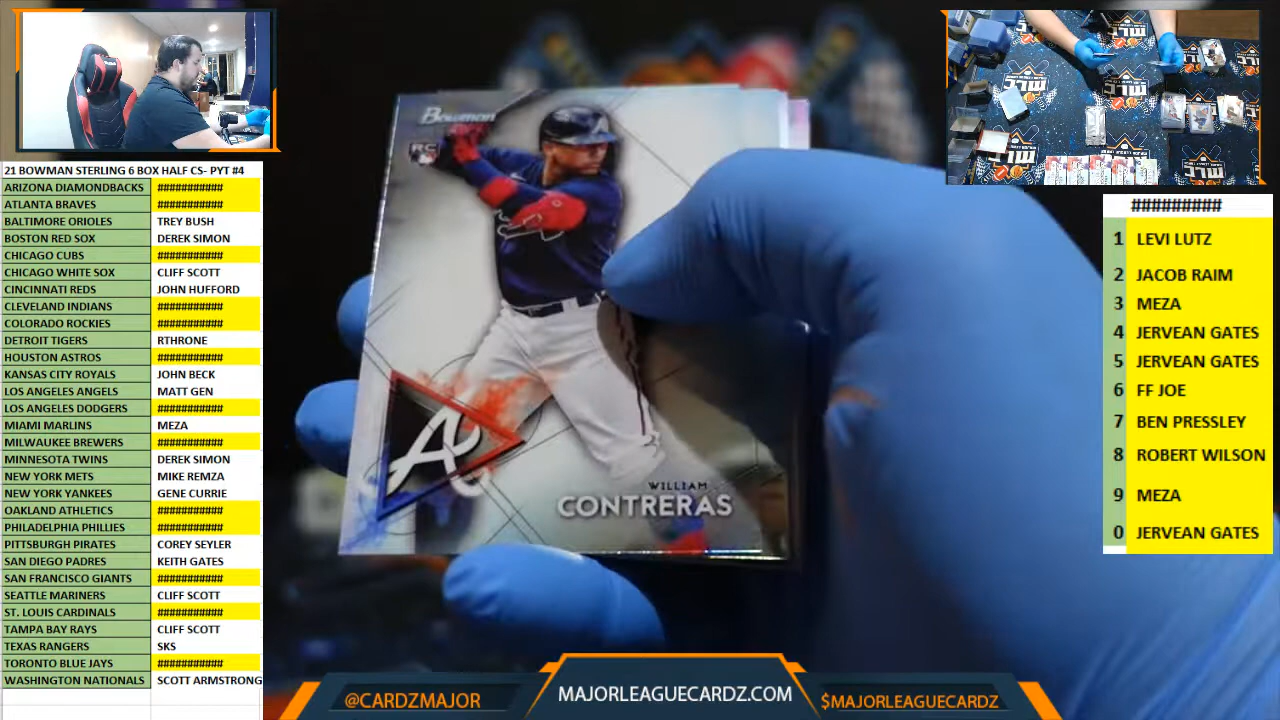 21 BOWMAN STERLING 6 BOX HALF CS- PYT #4
ARIZONA DIAMONDBACKS ###########
ATLANTA BRAVES ###########
BALTIMORE ORIOLES TREY BUSH
BOSTON RED SOX DEREK SIMON
CHICAGO CUBS ###########
CHICAGO WHITE SOX CLIFF SCOTT
CINCINNATI REDS JOHN HUFFORD
CLEVELAND INDIANS ###########
COLORADO ROCKIES ###########
DETROIT TIGERS RTHRONE
HOUSTON ASTROS ###########
KANSAS CITY ROYALS JOHN BECK
LOS ANGELES ANGELS MATT GEN
LOS ANGELES DODGERS ###########
MIAMI MARLINS MEZA
MILWAUKEE BREWERS ###########
MINNESOTA TWINS DEREK SIMON
NEW YORK METS MIKE REMZA
NEW YORK YANKEES GENE CURRIE
OAKLAND ATHLETICS ###########
PHILADELPHIA PHILLIES ###########
PITTSBURGH PIRATES COREY SEYLER
SAN DIEGO PADRES KEITH GATES
SAN FRANCISCO GIANTS ###########
SEATTLE MARINERS CLIFF SCOTT
ST. LOUIS CARDINALS ###########
TAMPA BAY RAYS CLIFF SCOTT
TEXAS RANGERS SKS
TORONTO BLUE JAYS ###########
WASHINGTON NATIONALS SCOTT ARMSTRONG
Bowman
RC
A
WILLIAM
CONTRERAS
#########
1 LEVI LUTZ
2 JACOB RAIM
3 MEZA
4 JERVEAN GATES
5 JERVEAN GATES
6 FF JOE
7 BEN PRESSLEY
8 ROBERT WILSON
9 MEZA
0 JERVEAN GATES
@CARDZMAJOR
MAJORLEAGUECARDZ.COM
$MAJORLEAGUECARDZ